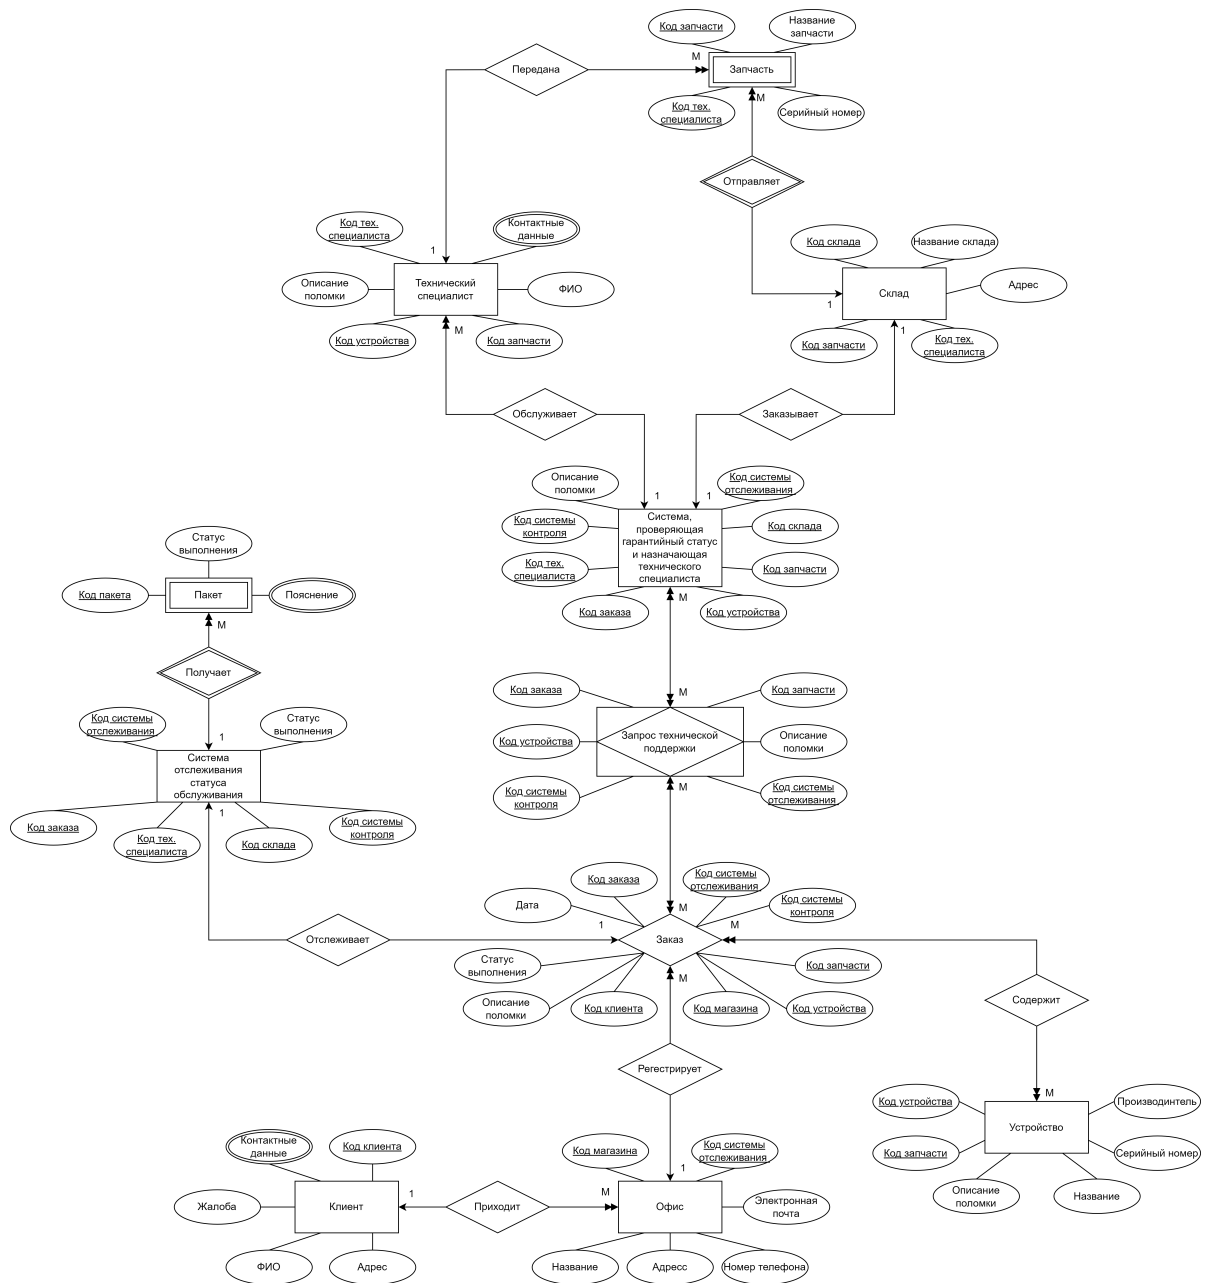 Код запчасти
Название
запчасти
М
Передана
Запчасть
М
Код тех.
специалиста
Серийный номер
Отправляет
Код тех.
специалиста
Контактные
данные
Код склада
Название склада
1
Описание
поломки
Технический
специалист
ФИО
Склад
Адрес
1
М
1
Код устройства
Код запчасти
Код запчасти
Код тех.
специалиста
Обслуживает
Заказывает
Описание
поломки
Код системы
отслеживания
1
1
Код системы
контроля
Система,
проверяющая
гарантийный статус
и назначающая
технического
специалиста
Код склада
Код тех.
специалиста
Код запчасти
Код заказа
М
Код устройства
Статус
выполнения
Код пакета
Пакет
Пояснение
М
Получает
Код системы
отслеживания
Статус
выполнения
1
Система
отслеживания
статуса
обслуживания
1
Код заказа
Код тех.
специалиста
Код склада
Код системы
контроля
Код заказа
М
Код запчасти
Код устройства
Запрос технической
поддержки
Описание
поломки
Код системы
контроля
М
Код системы
отслеживания
Код заказа
Код системы
отслеживания
Дата
М
Код системы
контроля
Отслеживает
1
Заказ
М
Статус
выполнения
Код запчасти
М
Описание
поломки
Код клиента
Код магазина
Код устройства
Содержит
Регестрирует
М
Код устройства
Устройство
Производинтель
Код запчасти
Серийный номер
Описание
поломки
Название
Контактные
данные
Код клиента
Код магазина
Код системы
отслеживания
1
Жалоба
Клиент
1
Приходит
М
Офис
Электронная
почта
ФИО
Адрес
Название
Адресс
Номер телефона